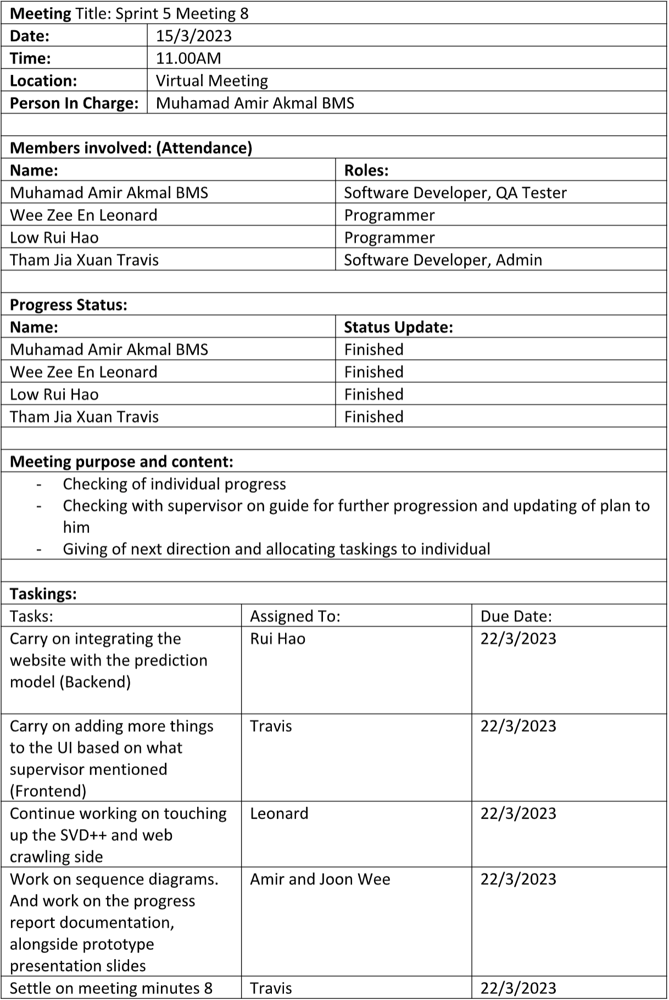 Meeting Title: Sprint 5 Meeting 8
Date: 15/3/2023
Time: 11.00AM
Location: Virtual Meeting
Person In Charge: Muhamad Amir Akmal BMS
Members involved: (Attendance)
Name: Roles:
Muhamad Amir Akmal BMS Software Developer, QA Tester
Wee Zee En Leonard Programmer
Low Rui Hao Programmer
Tham Jia Xuan Travis Software Developer, Admin
Progress Status:
Name: Status Update:
Muhamad Amir Akmal BMS Finished
Wee Zee En Leonard Finished
Low Rui Hao Finished
Tham Jia Xuan Travis Finished
Meeting purpose and content:
- Checking of individual progress
- Checking with supervisor on guide for further progression and updating of plan to
him
- Giving of next direction and allocating taskings to individual
Taskings:
Tasks: Assigned To: Due Date:
Carry on integrating the Rui Hao 22/3/2023
website with the prediction
model (Backend)
Carry on adding more things Travis 22/3/2023
to the UI based on what
supervisor mentioned
(Frontend)
Continue working on touching Leonard 22/3/2023
up the SVD++ and web
crawling side
Work on sequence diagrams. Amir and Joon Wee 22/3/2023
And work on the progress
report documentation,
alongside prototype
presentation slides
Settle on meeting minutes 8 Travis 22/3/2023